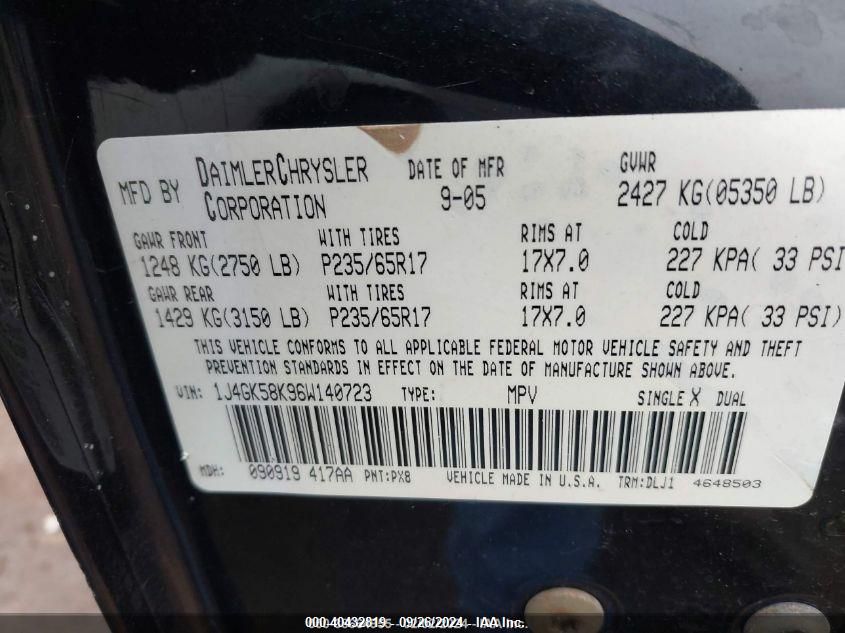 MFD BY DAIMLERCHRYSLER CORPORATION DATE OF MFR 9-05 GVWR 2427 KG(05350 LB)
GAWR FRONT WITH TIRES RIMS AT COLD
1248 KG(2750 LB) P235/65R17 17X7.0 227 KPA( 33 PSI
GAWR REAR WITH TIRES RIMS AT COLD
1429 KG(3150 LB) P235/65R17 17X7.0 227 KPA( 33 PSI)
THIS VEHICLE CONFORMS TO ALL APPLICABLE FEDERAL MOTOR VEHICLE SAFETY AND THEFT
PREVENTION STANDARDS IN EFFECT ON THE DATE OF MANUFACTURE SHOWN ABOVE.
VIN: 1J4GK58K96W140723 TYPE: MPV SINGLE X DUAL
MDH: 090919 417AA PNT:PX8 VEHICLE MADE IN U.S.A. TRM:DLJ1 4648503
000-40432819 - 09/26/2024 - IAA Inc.